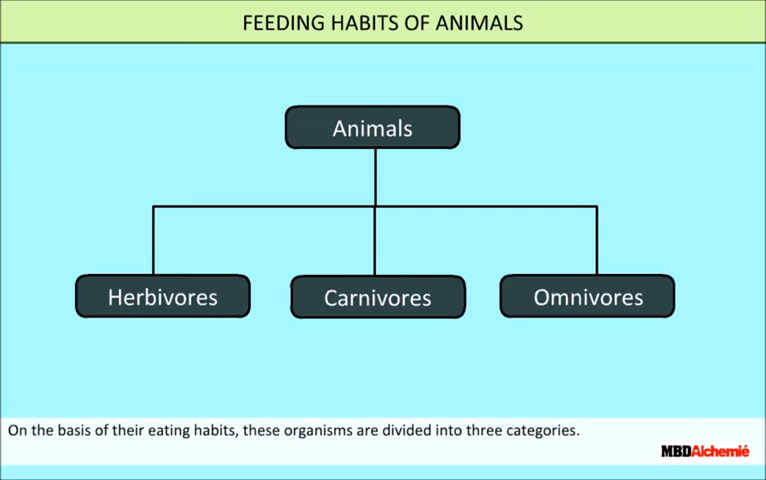 FEEDING HABITS OF ANIMALS
Animals
Herbivores
Carnivores
Omnivores
On the basis of their eating habits, these organisms are divided into three categories.
MBDAlchemié